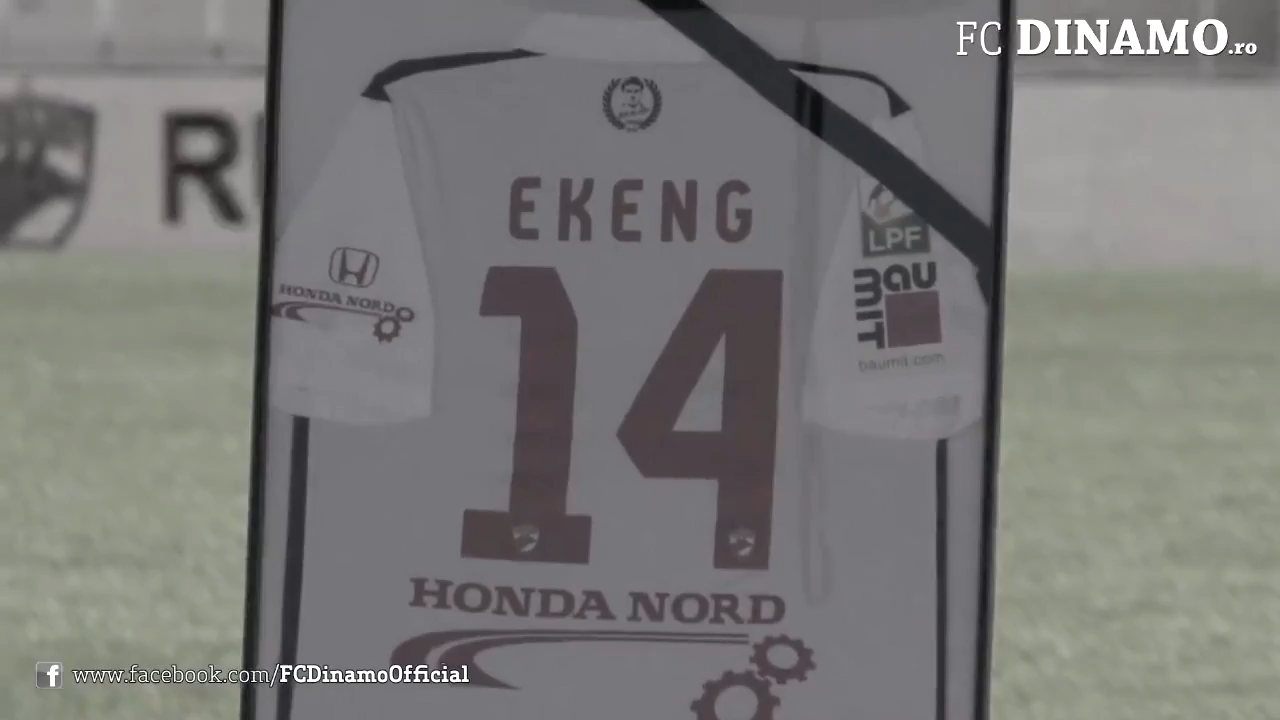 FC DINAMO.ro
EKENG
14
LPF
HONDA NORD
BAU
MIT
baumit.com
HONDA NORD
www.facebook.com/FCDinamoOfficial